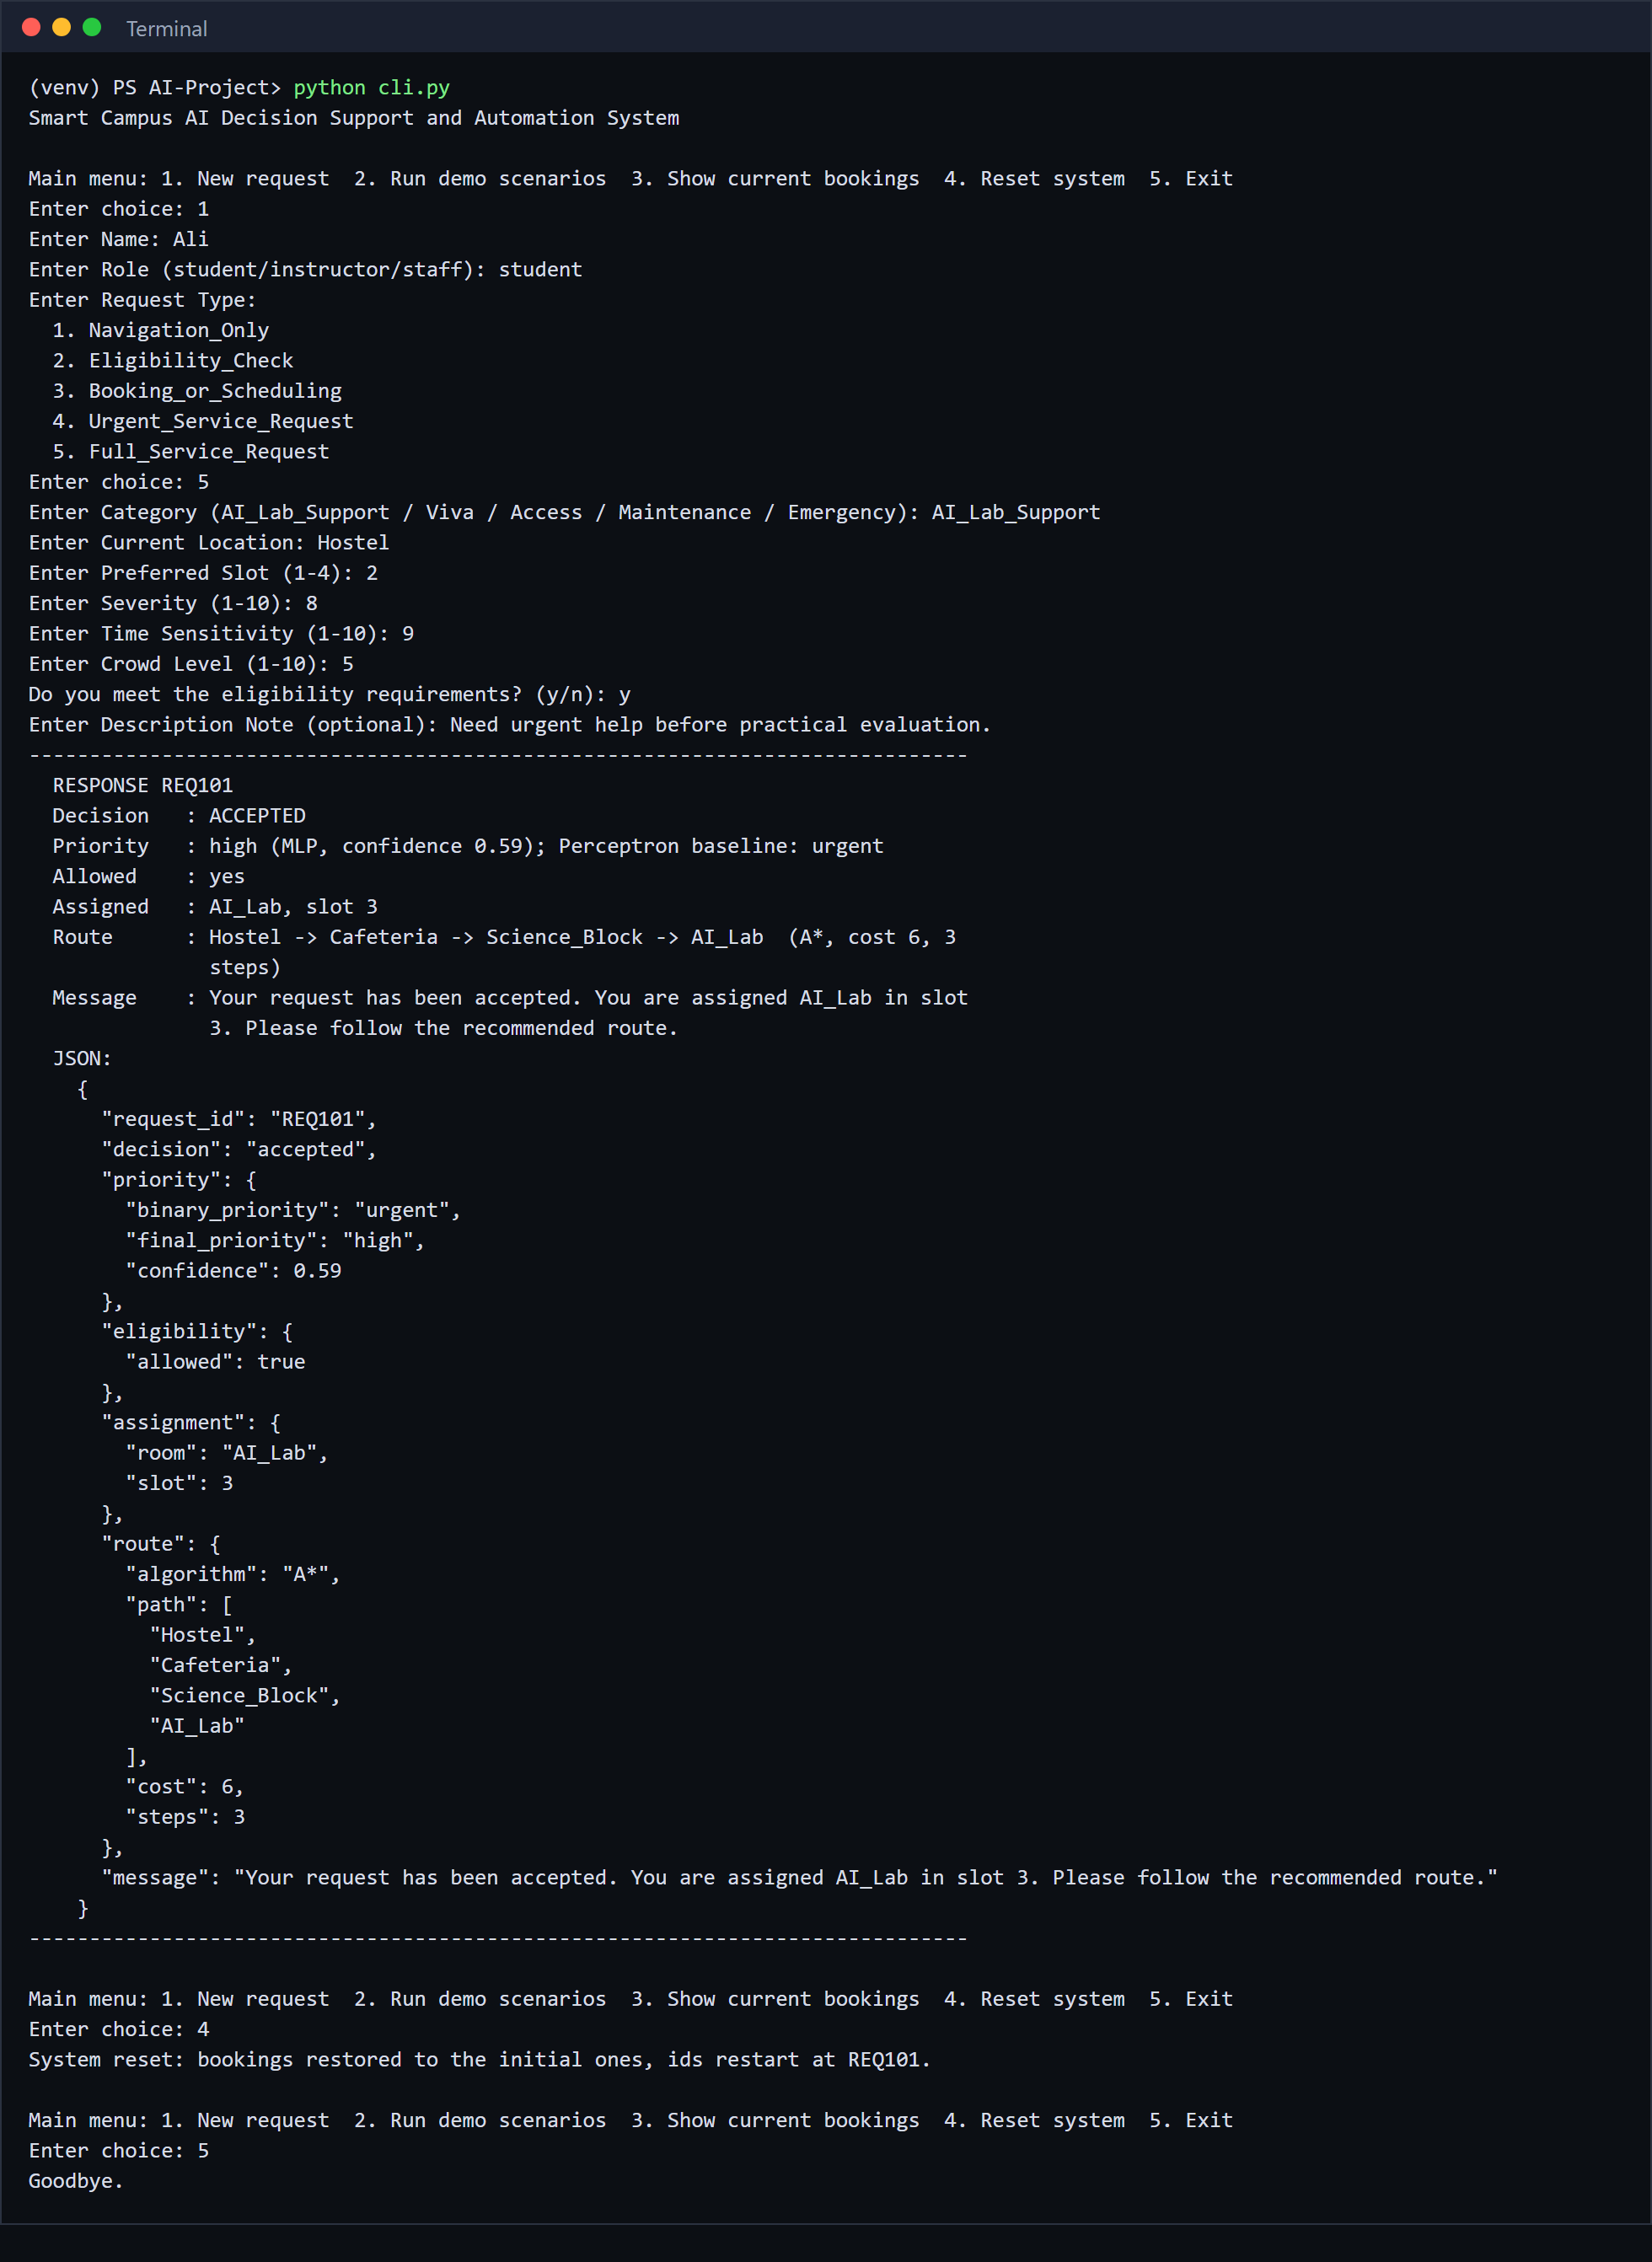 Terminal
(venv) PS AI-Project> python cli.py
Smart Campus AI Decision Support and Automation System
Main menu: 1. New request  2. Run demo scenarios  3. Show current bookings  4. Reset system  5. Exit
Enter choice: 1
Enter Name: Ali
Enter Role (student/instructor/staff): student
Enter Request Type:
  1. Navigation_Only
  2. Eligibility_Check
  3. Booking_or_Scheduling
  4. Urgent_Service_Request
  5. Full_Service_Request
Enter choice: 5
Enter Category (AI_Lab_Support / Viva / Access / Maintenance / Emergency): AI_Lab_Support
Enter Current Location: Hostel
Enter Preferred Slot (1-4): 2
Enter Severity (1-10): 8
Enter Time Sensitivity (1-10): 9
Enter Crowd Level (1-10): 5
Do you meet the eligibility requirements? (y/n): y
Enter Description Note (optional): Need urgent help before practical evaluation.
------------------------------------------------------------------------------
  RESPONSE REQ101
  Decision   : ACCEPTED
  Priority   : high (MLP, confidence 0.59); Perceptron baseline: urgent
  Allowed    : yes
  Assigned   : AI_Lab, slot 3
  Route      : Hostel -> Cafeteria -> Science_Block -> AI_Lab  (A*, cost 6, 3
               steps)
  Message    : Your request has been accepted. You are assigned AI_Lab in slot
               3. Please follow the recommended route.
  JSON:
    {
      "request_id": "REQ101",
      "decision": "accepted",
      "priority": {
        "binary_priority": "urgent",
        "final_priority": "high",
        "confidence": 0.59
      },
      "eligibility": {
        "allowed": true
      },
      "assignment": {
        "room": "AI_Lab",
        "slot": 3
      },
      "route": {
        "algorithm": "A*",
        "path": [
          "Hostel",
          "Cafeteria",
          "Science_Block",
          "AI_Lab"
        ],
        "cost": 6,
        "steps": 3
      },
      "message": "Your request has been accepted. You are assigned AI_Lab in slot 3. Please follow the recommended route."
    }
------------------------------------------------------------------------------
Main menu: 1. New request  2. Run demo scenarios  3. Show current bookings  4. Reset system  5. Exit
Enter choice: 4
System reset: bookings restored to the initial ones, ids restart at REQ101.
Main menu: 1. New request  2. Run demo scenarios  3. Show current bookings  4. Reset system  5. Exit
Enter choice: 5
Goodbye.